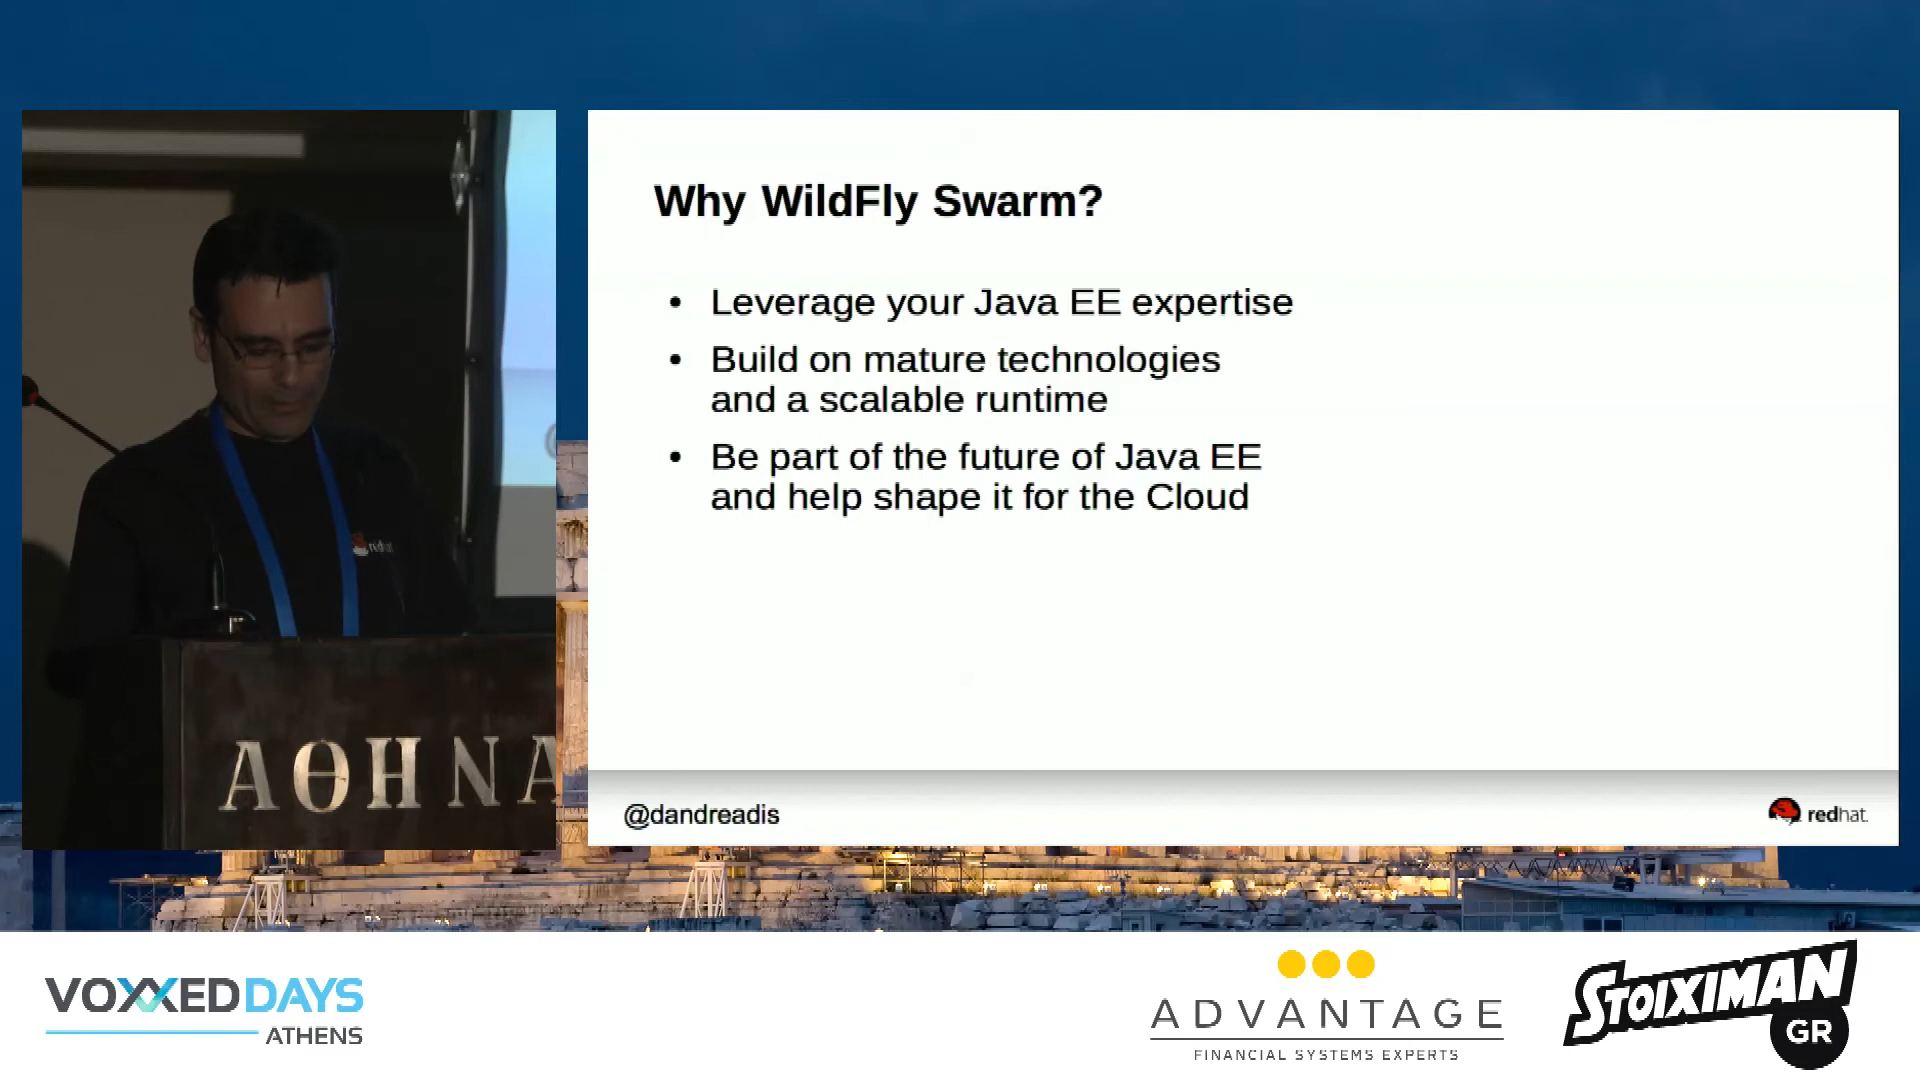 Why WildFly Swarm?
• Leverage your Java EE expertise
• Build on mature technologies
and a scalable runtime
• Be part of the future of Java EE
and help shape it for the Cloud
@dandreadis
redhat.
redhat
ΑΘΗΝΑ
VOXXED DAYS
ATHENS
ADVANTAGE
FINANCIAL SYSTEMS EXPERTS
STOIXIMAN
GR